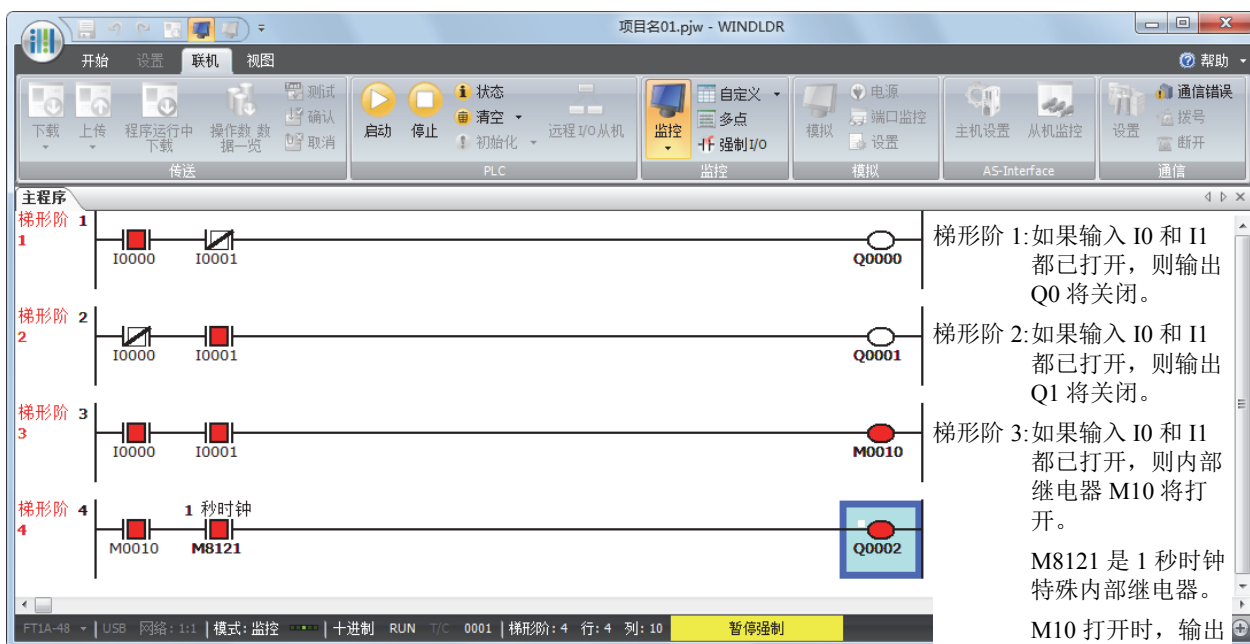 项目名01.pjw - WINDLDR
开始 设置 联机 视图 帮助
下载 上传 程序运行中下载 操作数 数据一览 测试 确认 取消
传送
启动 停止 状态 清空 初始化 远程I/O从机
PLC
监控 自定义 多点 强制I/O
监控
模拟 电源 端口监控 设置
模拟
主机设置 从机监控
AS-Interface
设置 通信错误 拨号 断开
通信
主程序
梯形阶 1
1
I0000 I0001 Q0000
梯形阶 2
2
I0000 I0001 Q0001
梯形阶 3
3
I0000 I0001 M0010
梯形阶 4
4
1 秒时钟
M0010 M8121 Q0002
梯形阶 1:如果输入 I0 和 I1
都已打开，则输出
Q0 将关闭。
梯形阶 2:如果输入 I0 和 I1
都已打开，则输出
Q1 将关闭。
梯形阶 3:如果输入 I0 和 I1
都已打开，则内部
继电器 M10 将打
开。
M8121 是 1 秒时钟
特殊内部继电器。
M10 打开时，输出
FT1A-48 USB 网络: 1:1 模式: 监控 十进制 RUN T/C 0001 梯形阶: 4 行: 4 列: 10 暂停强制